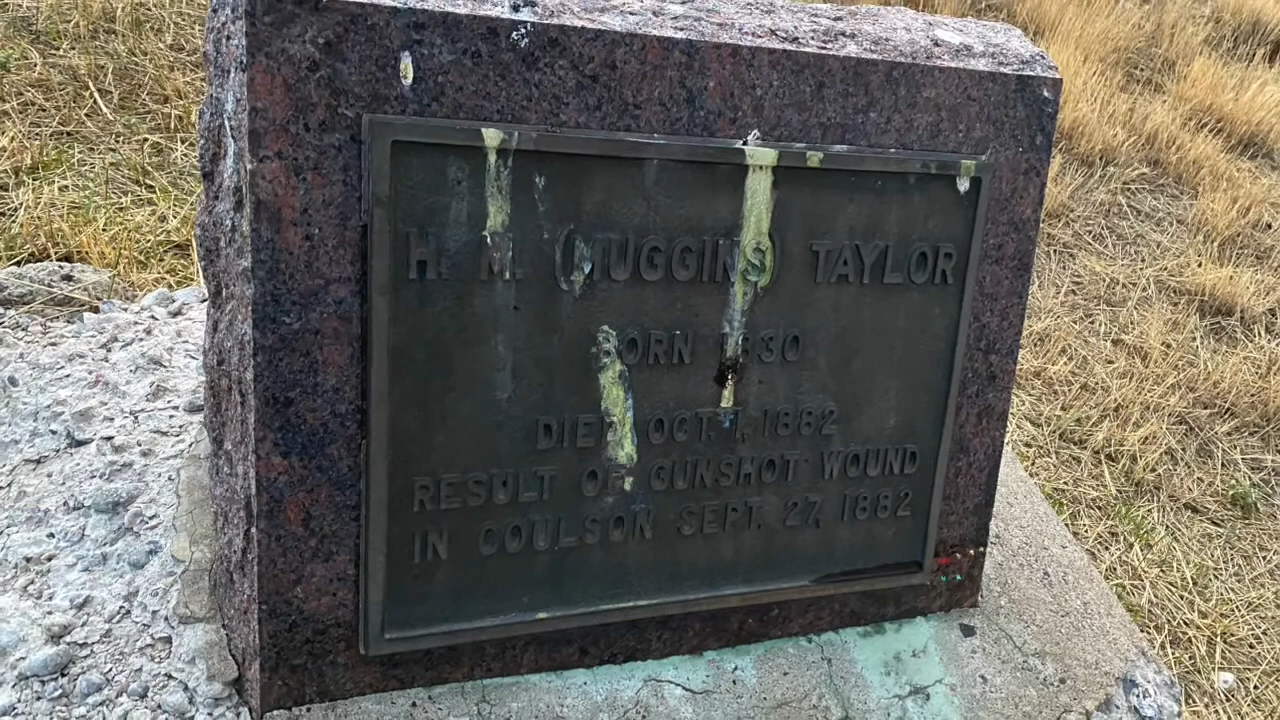 H. M. (MUGGINS) TAYLOR
BORN 1830
DIED OCT. 1, 1882
RESULT OF GUNSHOT WOUND
IN COULSON SEPT. 27, 1882